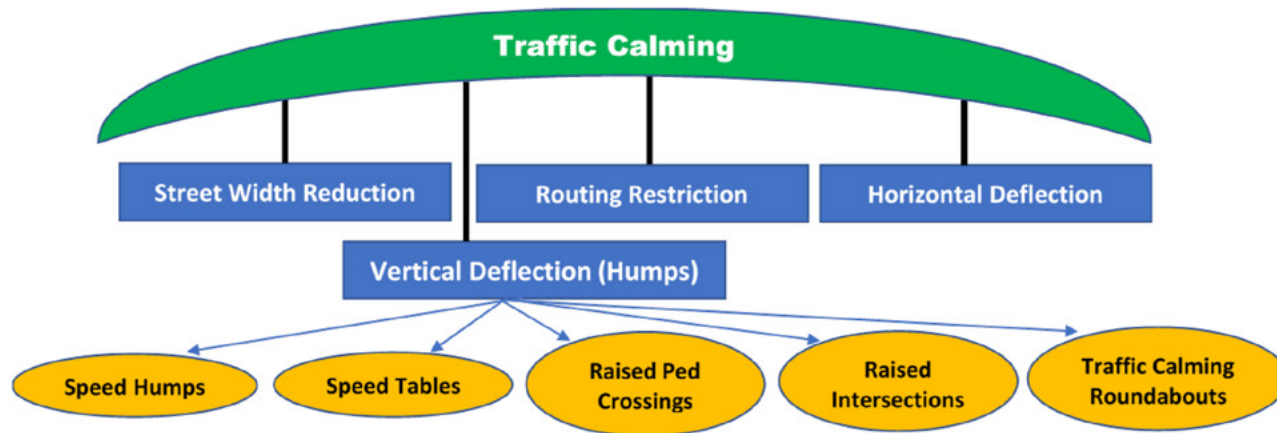 Traffic Calming
Street Width Reduction
Routing Restriction
Horizontal Deflection
Vertical Deflection (Humps)
Speed Humps
Speed Tables
Raised Ped
Crossings
Raised
Intersections
Traffic Calming
Roundabouts